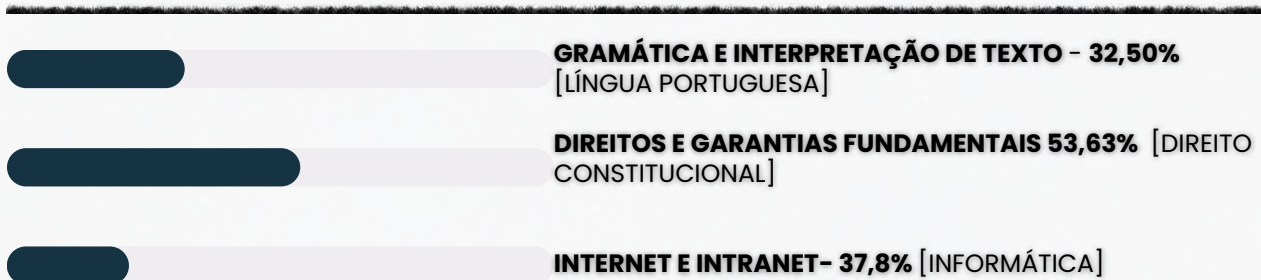 GRAMÁTICA E INTERPRETAÇÃO DE TEXTO - 32,50%
[LÍNGUA PORTUGUESA]
DIREITOS E GARANTIAS FUNDAMENTAIS 53,63% [DIREITO
CONSTITUCIONAL]
INTERNET E INTRANET- 37,8% [INFORMÁTICA]